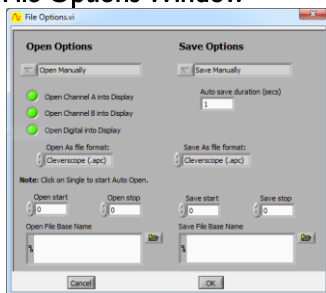 File Options Window
File Options.vi
Open Options
Save Options
Open Manually
Save Manually
Open Channel A into Display
Auto save duration (secs)
1
Open Channel B into Display
Open Digital into Display
Open As file format:
Save As file format:
Cleverscope (.apc)
Cleverscope (.apc)
Note: Click on Single to start Auto Open.
Open start
Open stop
Save start
Save stop
0
0
0
0
Open File Base Name
Save File Base Name
Cancel
OK